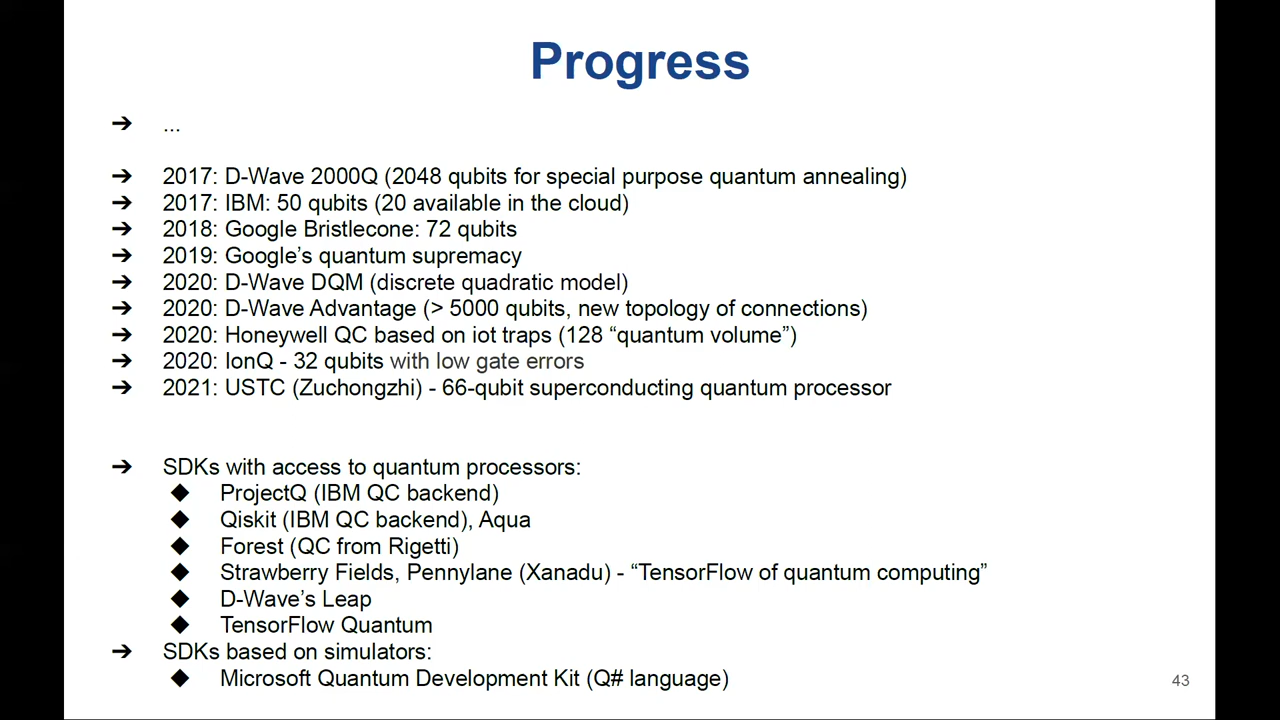 Progress
➔ ...
➔ 2017: D-Wave 2000Q (2048 qubits for special purpose quantum annealing)
➔ 2017: IBM: 50 qubits (20 available in the cloud)
➔ 2018: Google Bristlecone: 72 qubits
➔ 2019: Google’s quantum supremacy
➔ 2020: D-Wave DQM (discrete quadratic model)
➔ 2020: D-Wave Advantage (> 5000 qubits, new topology of connections)
➔ 2020: Honeywell QC based on iot traps (128 “quantum volume”)
➔ 2020: IonQ - 32 qubits with low gate errors
➔ 2021: USTC (Zuchongzhi) - 66-qubit superconducting quantum processor
➔ SDKs with access to quantum processors:
◆ ProjectQ (IBM QC backend)
◆ Qiskit (IBM QC backend), Aqua
◆ Forest (QC from Rigetti)
◆ Strawberry Fields, Pennylane (Xanadu) - “TensorFlow of quantum computing”
◆ D-Wave’s Leap
◆ TensorFlow Quantum
➔ SDKs based on simulators:
◆ Microsoft Quantum Development Kit (Q# language)
43